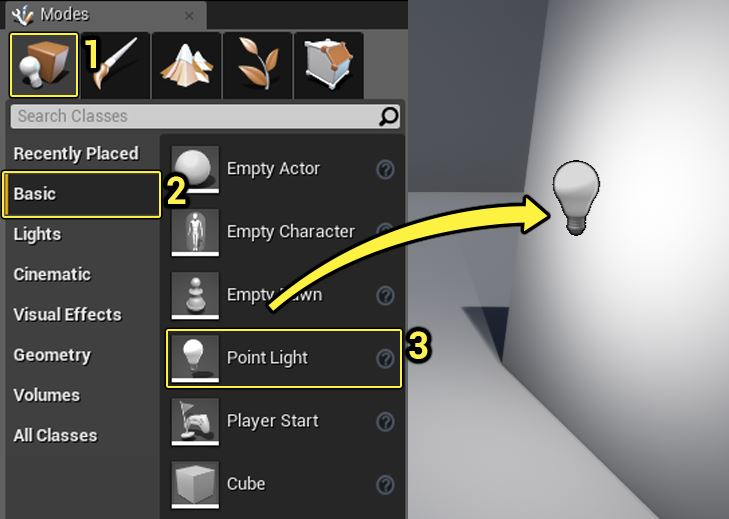 Modes
1
Search Classes
Recently Placed
Basic
2
Lights
Cinematic
Visual Effects
Geometry
Volumes
All Classes
Empty Actor
Empty Character
Empty Pawn
Point Light
3
Player Start
Cube